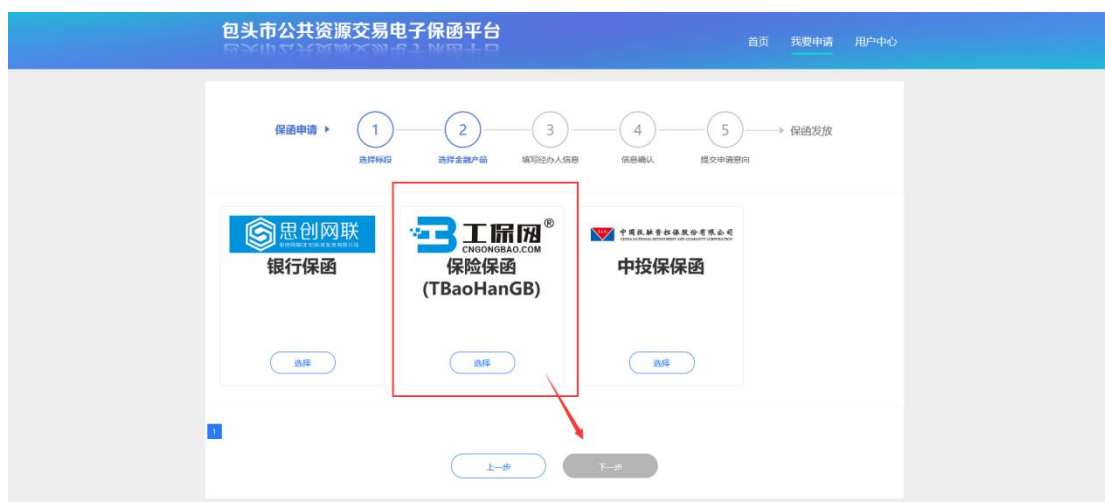 包头市公共资源交易电子保函平台
首页 我要申请 用户中心
保函申请 1 2 3 4 5 保函发放
选择标段 选择金融产品 填写经办人信息 信息确认 提交申请意向
思创网联
银行保函
选择
工保网®
CNGONGBAO.COM
保险保函
(TBaoHanGB)
选择
中国投融资担保股份有限公司
CHINA NATIONAL INVESTMENT AND GUARANTY CORPORATION
中投保保函
选择
1
上一步 下一步